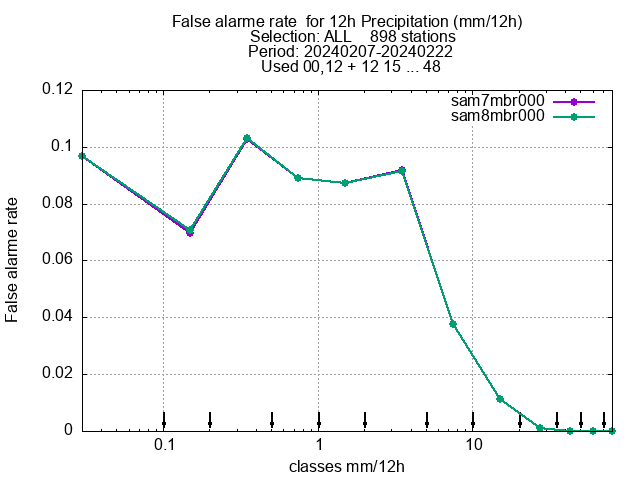 False alarme rate  for 12h Precipitation (mm/12h)
Selection: ALL    898 stations
Period: 20240207-20240222
Used 00,12 + 12 15 ... 48
sam7mbr000
sam8mbr000
0.12
0.1
0.08
0.06
0.04
0.02
0
False alarme rate
0.1 1 10
classes mm/12h